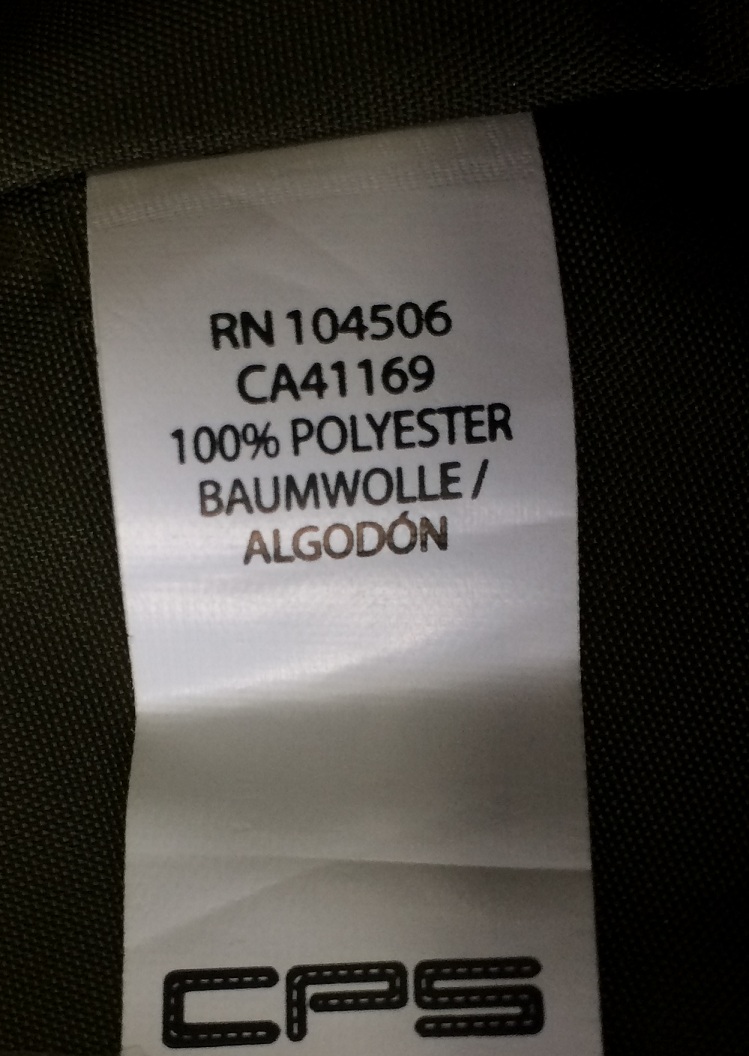 RN 104506
CA41169
100% POLYESTER
BAUMWOLLE /
ALGODÓN
CPS